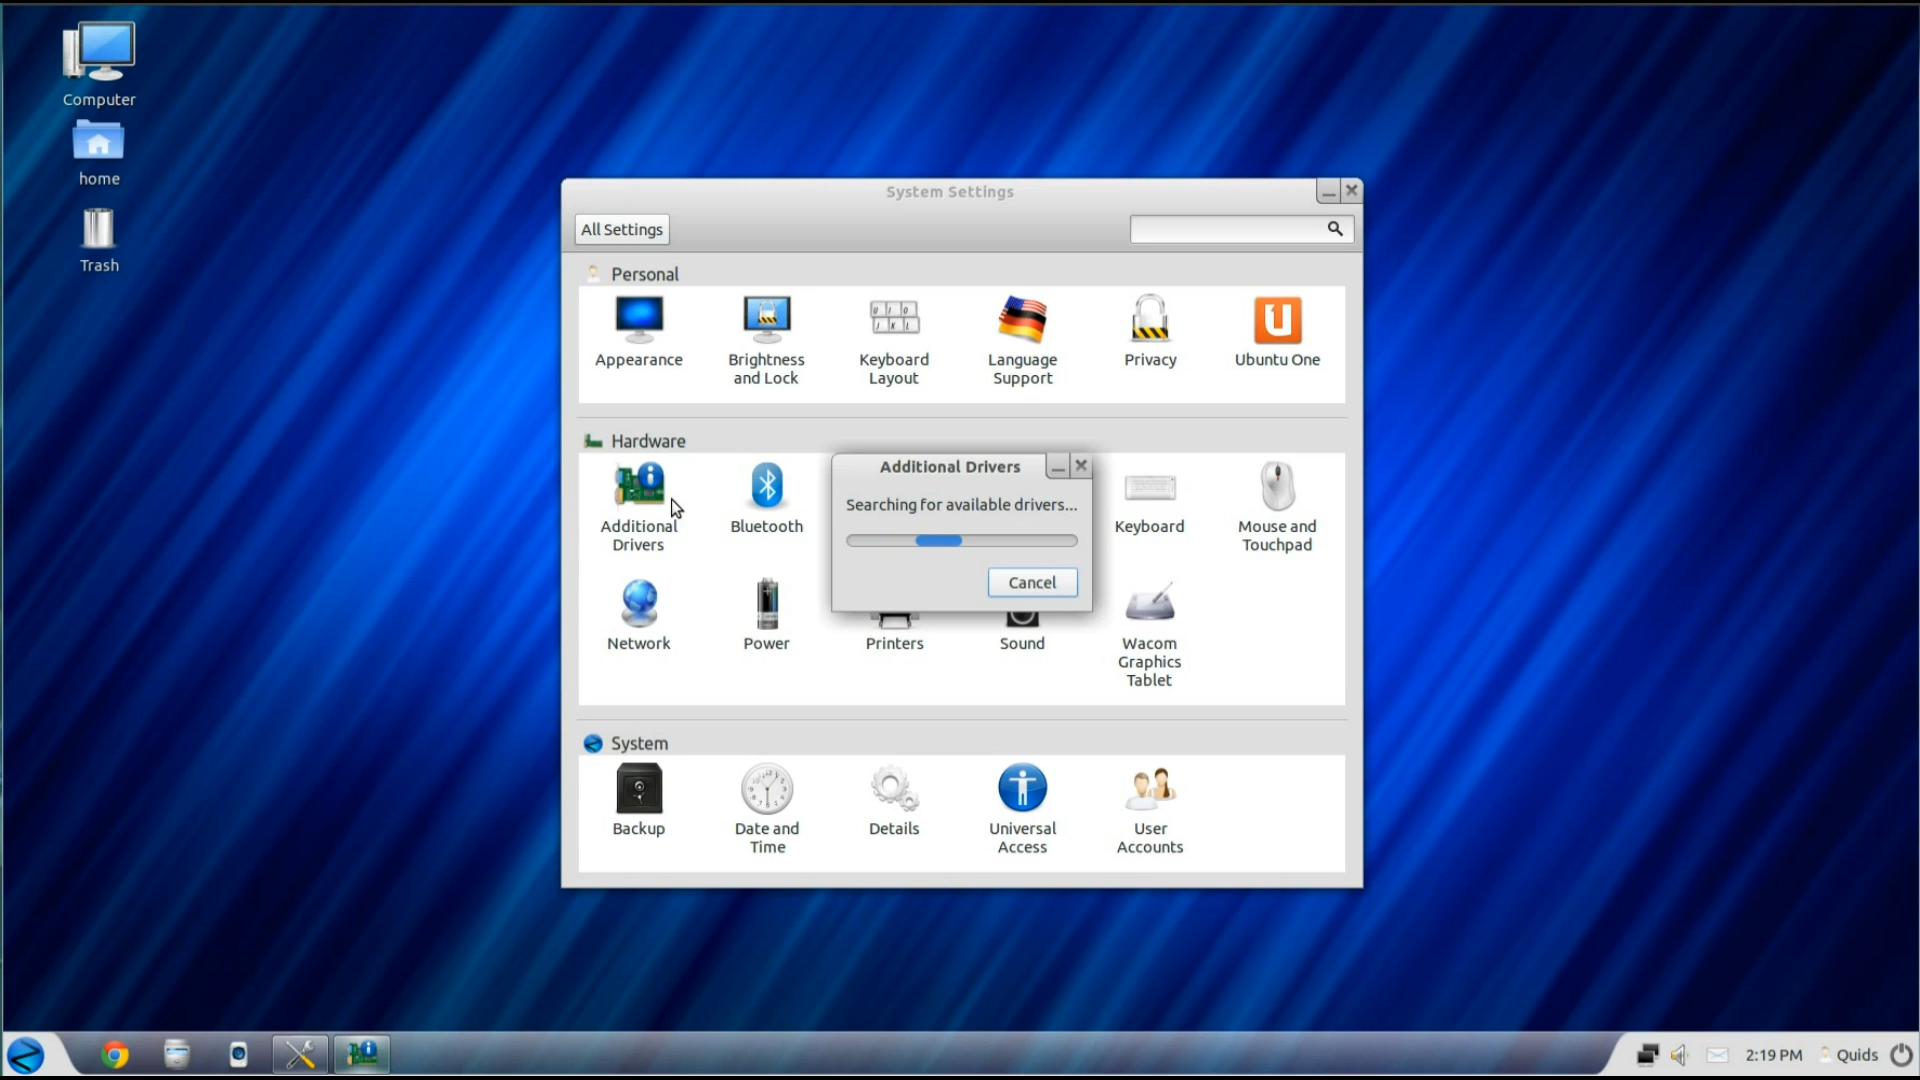 Computer
home
Trash
System Settings
All Settings
Personal
Appearance
Brightness
and Lock
Keyboard
Layout
Language
Support
Privacy
Ubuntu One
Hardware
Additional
Drivers
Bluetooth
Additional Drivers
Searching for available drivers...
Cancel
Keyboard
Mouse and
Touchpad
Network
Power
Printers
Sound
Wacom
Graphics
Tablet
System
Backup
Date and
Time
Details
Universal
Access
User
Accounts
2:19 PM
Quids